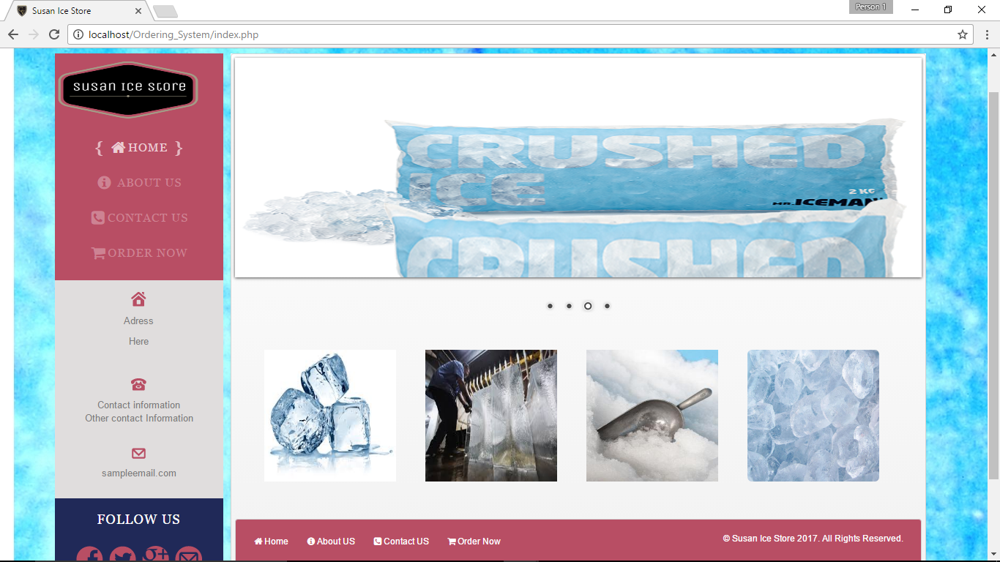 Susan Ice Store
Person 1
localhost/Ordering_System/index.php
susan Ice Store
{ HOME }
ABOUT US
CONTACT US
ORDER NOW
Adress
Here
Contact information
Other contact Information
sampleemail.com
FOLLOW US
CRUSHED
ICE
2 KG
MR.ICEMAN
CRUSHED
Home About US Contact US Order Now
© Susan Ice Store 2017. All Rights Reserved.